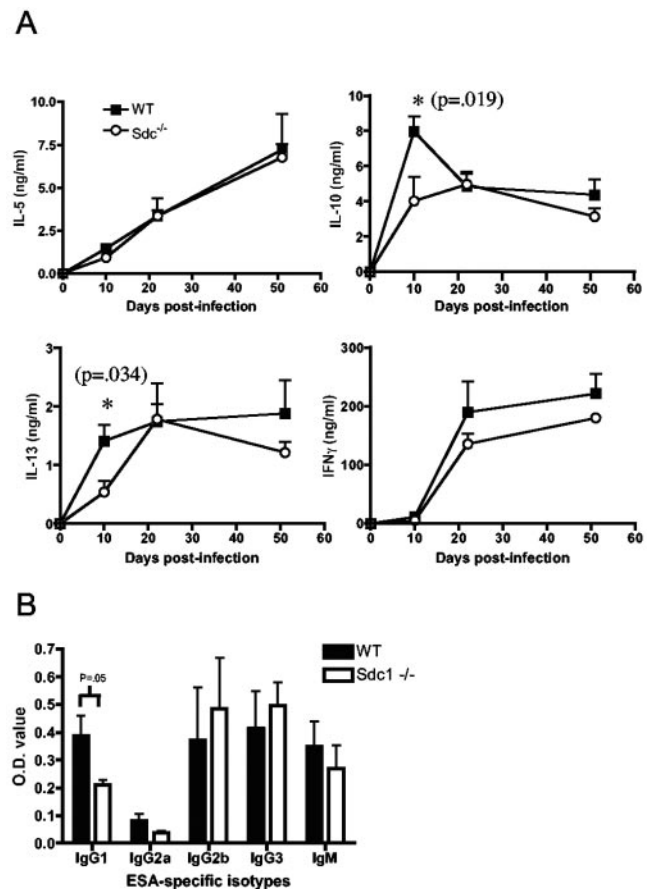 A
WT
Sdc-/-
IL-5 (ng/ml)
10.0
7.5
5.0
2.5
0.0
0 10 20 30 40 50 60
Days post-infection
* (p=.019)
IL-10 (ng/ml)
10
8
6
4
2
0
0 10 20 30 40 50 60
Days post-infection
(p=.034)
*
IL-13 (ng/ml)
3
2
1
0
0 10 20 30 40 50 60
Days post-infection
IFNγ (ng/ml)
300
200
100
0
0 10 20 30 40 50 60
Days post-infection
B
WT
Sdc1 -/-
P=.05
O.D. value
0.7
0.6
0.5
0.4
0.3
0.2
0.1
0.0
IgG1 IgG2a IgG2b IgG3 IgM
ESA-specific isotypes